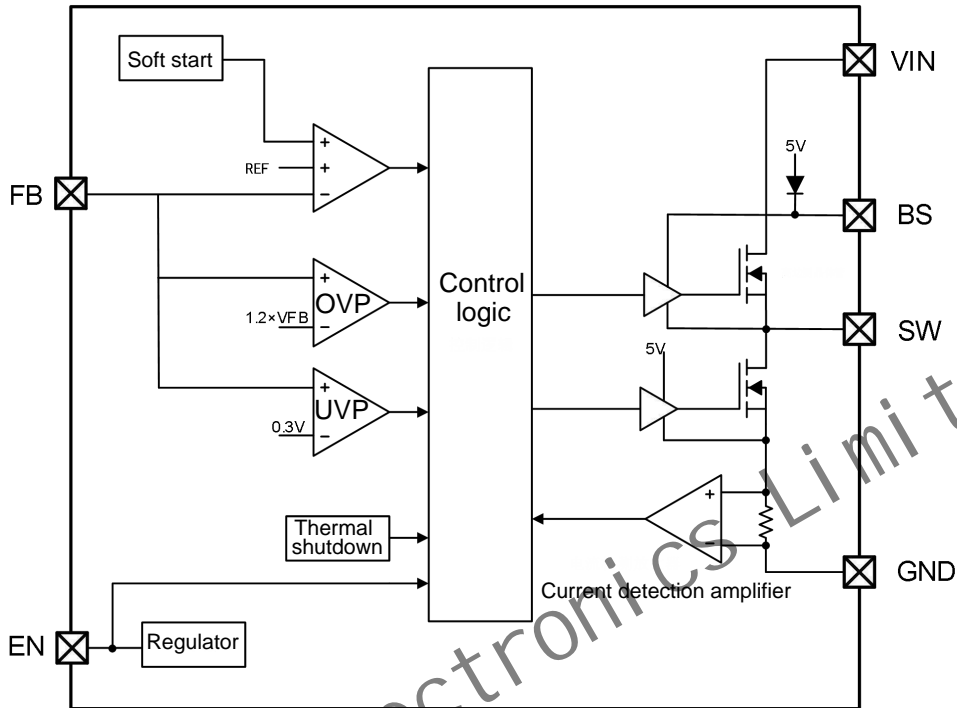 Soft start
VIN
5V
+
REF
+
−
FB
BS
Control
logic
+
OVP
1.2×VFB
−
SW
5V
+
UVP
0.3V
−
+
−
Thermal
shutdown
GND
Current detection amplifier
EN
Regulator
ectronics Limit